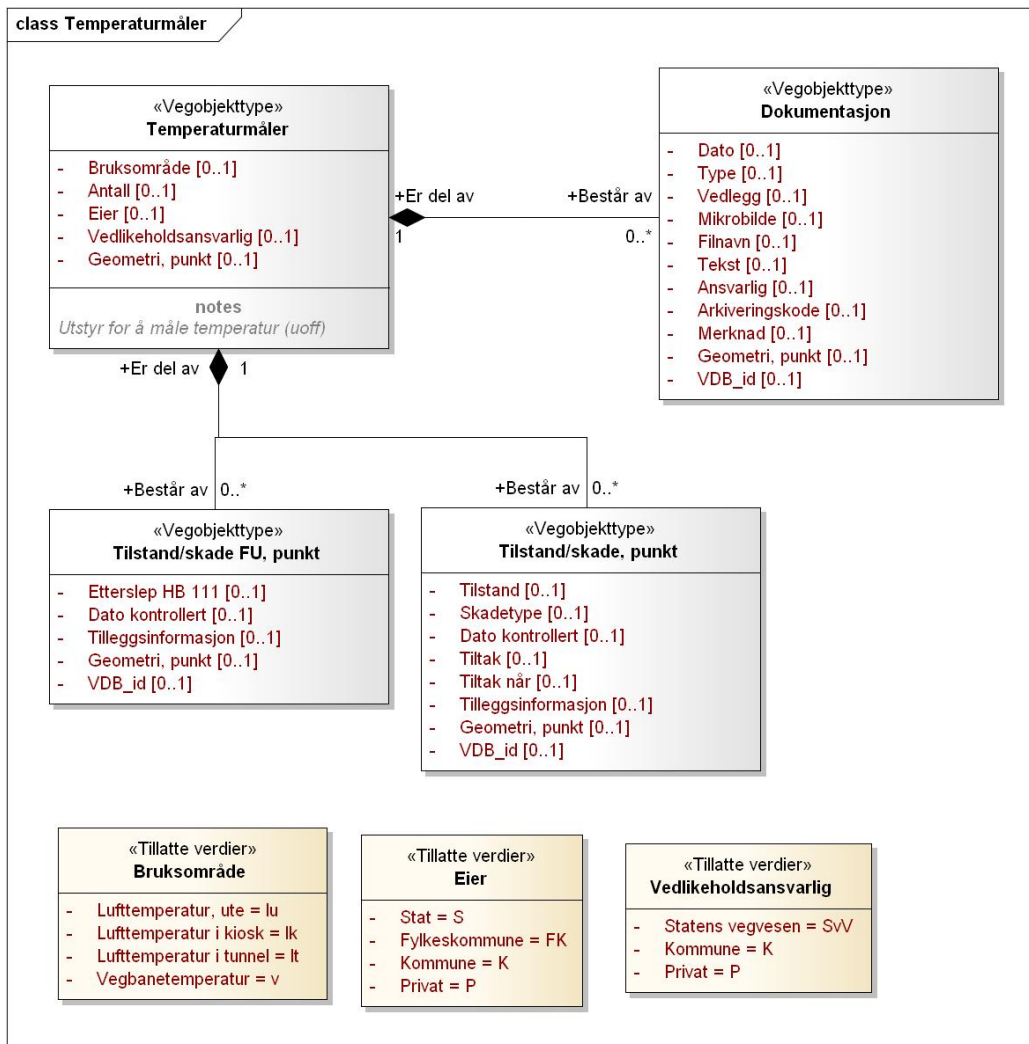 class Temperaturmåler
«Vegobjekttype»
Temperaturmåler
- Bruksområde [0..1]
- Antall [0..1]
- Eier [0..1]
- Vedlikeholdsansvarlig [0..1]
- Geometri, punkt [0..1]
notes
Utstyr for å måle temperatur (uoff)
+Er del av
1
+Består av
0..*
«Vegobjekttype»
Dokumentasjon
- Dato [0..1]
- Type [0..1]
- Vedlegg [0..1]
- Mikrobilde [0..1]
- Filnavn [0..1]
- Tekst [0..1]
- Ansvarlig [0..1]
- Arkiveringskode [0..1]
- Merknad [0..1]
- Geometri, punkt [0..1]
- VDB_id [0..1]
+Er del av 1
+Består av 0..*
«Vegobjekttype»
Tilstand/skade FU, punkt
- Etterslep HB 111 [0..1]
- Dato kontrollert [0..1]
- Tilleggsinformasjon [0..1]
- Geometri, punkt [0..1]
- VDB_id [0..1]
+Består av 0..*
«Vegobjekttype»
Tilstand/skade, punkt
- Tilstand [0..1]
- Skadetype [0..1]
- Dato kontrollert [0..1]
- Tiltak [0..1]
- Tiltak når [0..1]
- Tilleggsinformasjon [0..1]
- Geometri, punkt [0..1]
- VDB_id [0..1]
«Tillatte verdier»
Bruksområde
- Lufttemperatur, ute = lu
- Lufttemperatur i kiosk = lk
- Lufttemperatur i tunnel = lt
- Vegbanetemperatur = v
«Tillatte verdier»
Eier
- Stat = S
- Fylkeskommune = FK
- Kommune = K
- Privat = P
«Tillatte verdier»
Vedlikeholdsansvarlig
- Statens vegvesen = SvV
- Kommune = K
- Privat = P